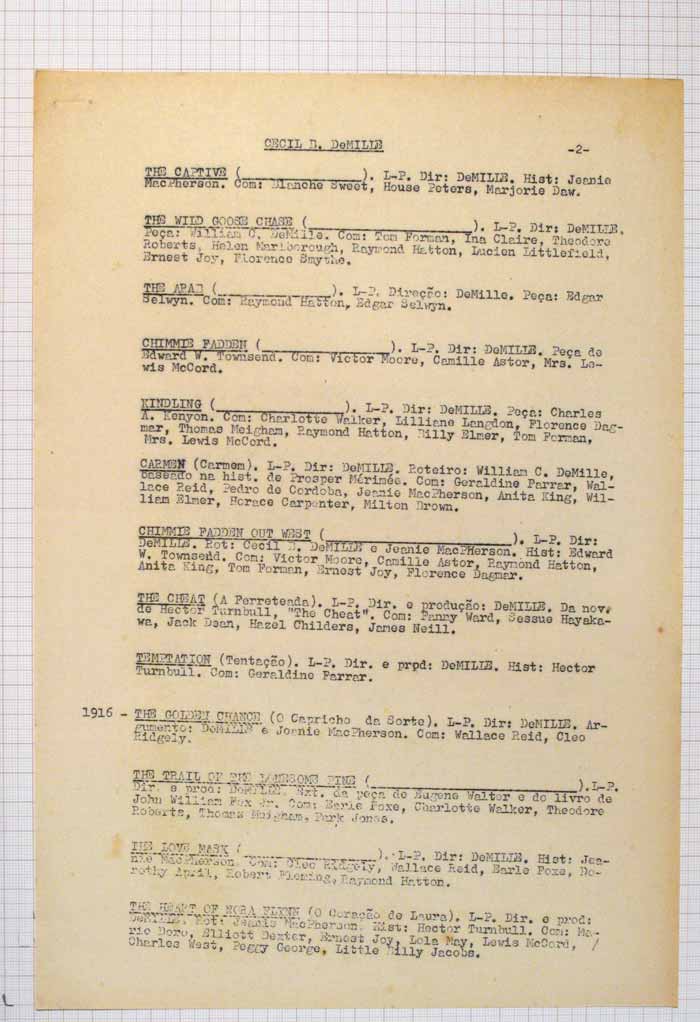 CECIL B. DeMILLE
-2-
THE CAPTIVE (____________________). L-P. Dir: DeMILLE. Hist: Jeanie
MacPherson. Com: Blanche Sweet, House Peters, Marjorie Daw.
THE WILD GOOSE CHASE (___________________________). L-P. Dir: DeMILLE.
Peça: William C. DeMille. Com: Tom Forman, Ina Claire, Theodore
Roberts, Helen Marlborough, Raymond Hatton, Lucien Littlefield,
Ernest Joy, Florence Smythe.
THE ARAB (__________________). L-P. Direção: DeMille. Peça: Edgar
Selwyn. Com: Raymond Hatton, Edgar Selwyn.
CHIMMIE FADDEN (_____________________). L-P. Dir: DeMILLE. Peça de
Edward W. Townsend. Com: Victor Moore, Camille Astor, Mrs. Le-
wis McCord.
KINDLING (_____________________). L-P. Dir: DeMILLE. Peça: Charles
A. Kenyon. Com: Charlotte Walker, Lilliane Langdon, Florence Dag-
mar, Thomas Meigham, Raymond Hatton, Billy Elmer, Tom Forman,
Mrs. Lewis McCord.
CARMEN (Carmem). L-P. Dir: DeMILLE. Roteiro: William C. DeMille,
baseado na hist. de Prosper Mérimée. Com: Geraldine Farrar, Wal-
lace Reid, Pedro de Cordoba, Jeanie MacPherson, Anita King, Wil-
liam Elmer, Horace Carpenter, Milton Brown.
CHIMMIE FADDEN OUT WEST (______________________________). L-P. Dir:
DeMILLE. Rot: Cecil B. DeMILLE e Jeanie MacPherson. Hist: Edward
W. Townsend. Com: Victor Moore, Camille Astor, Raymond Hatton,
Anita King, Tom Forman, Ernest Joy, Florence Dagmar.
THE CHEAT (A Ferreteada). L-P. Dir. e produção: DeMILLE. Da nov.
de Hector Turnbull, "The Cheat". Com: Fanny Ward, Sessue Hayaka-
wa, Jack Dean, Hazel Childers, James Neill.
TEMPTATION (Tentação). L-P. Dir. e prpd: DeMILLE. Hist: Hector
Turnbull. Com: Geraldine Farrar.
1916 - THE GOLDEN CHANCE (O Capricho da Sorte). L-P. Dir: DeMILLE. Ar-
gumento: DeMILLE e Jeanie MacPherson. Com: Wallace Reid, Cleo
Ridgely.
THE TRAIL OF THE LONESOME PINE (_________________________________).L-P.
Dir. e prod: DeMILLE. Ext. da peça de Eugene Walter e do livro de
John William Fox Jr. Com: Earle Foxe, Charlotte Walker, Theodore
Roberts, Thomas Meigham, Park Jones.
THE LOVE MASK (______________________). L-P. Dir: DeMILLE. Hist: Jea-
nie MacPherson. Com: Cleo Ridgely, Wallace Reid, Earle Foxe, Do-
rothy April, Robert Fleming, Raymond Hatton.
THE HEART OF NORA FLYNN (O Coração de Laura). L-P. Dir. e prod:
DeMILLE. Rot: Jeanie MacPherson. Hist: Hector Turnbull. Com: Ma-
rie Doro, Elliott Dexter, Ernest Joy, Lola May, Lewis McCord, /
Charles West, Peggy George, Little Billy Jacobs.